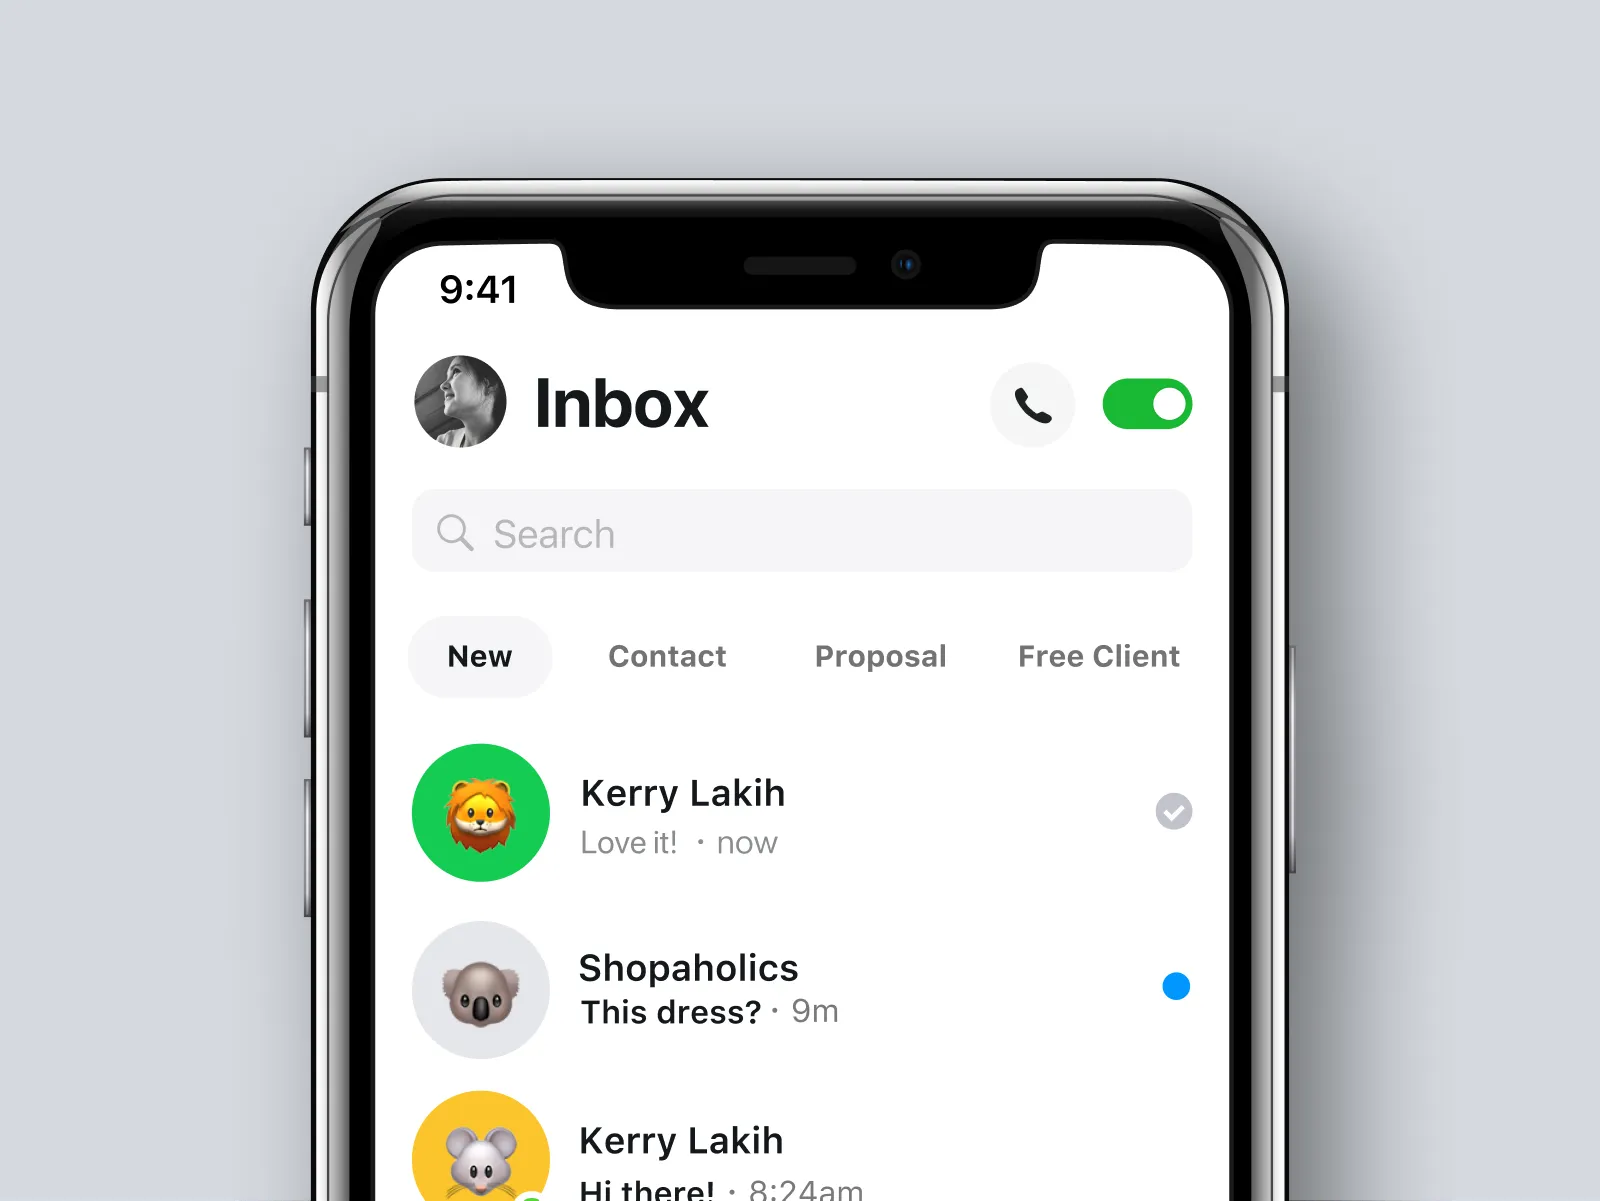 9:41
Inbox
Search
New Contact Proposal Free Client
Kerry Lakih
Love it! · now
Shopaholics
This dress? · 9m
Kerry Lakih
Hi there! · 8:24am